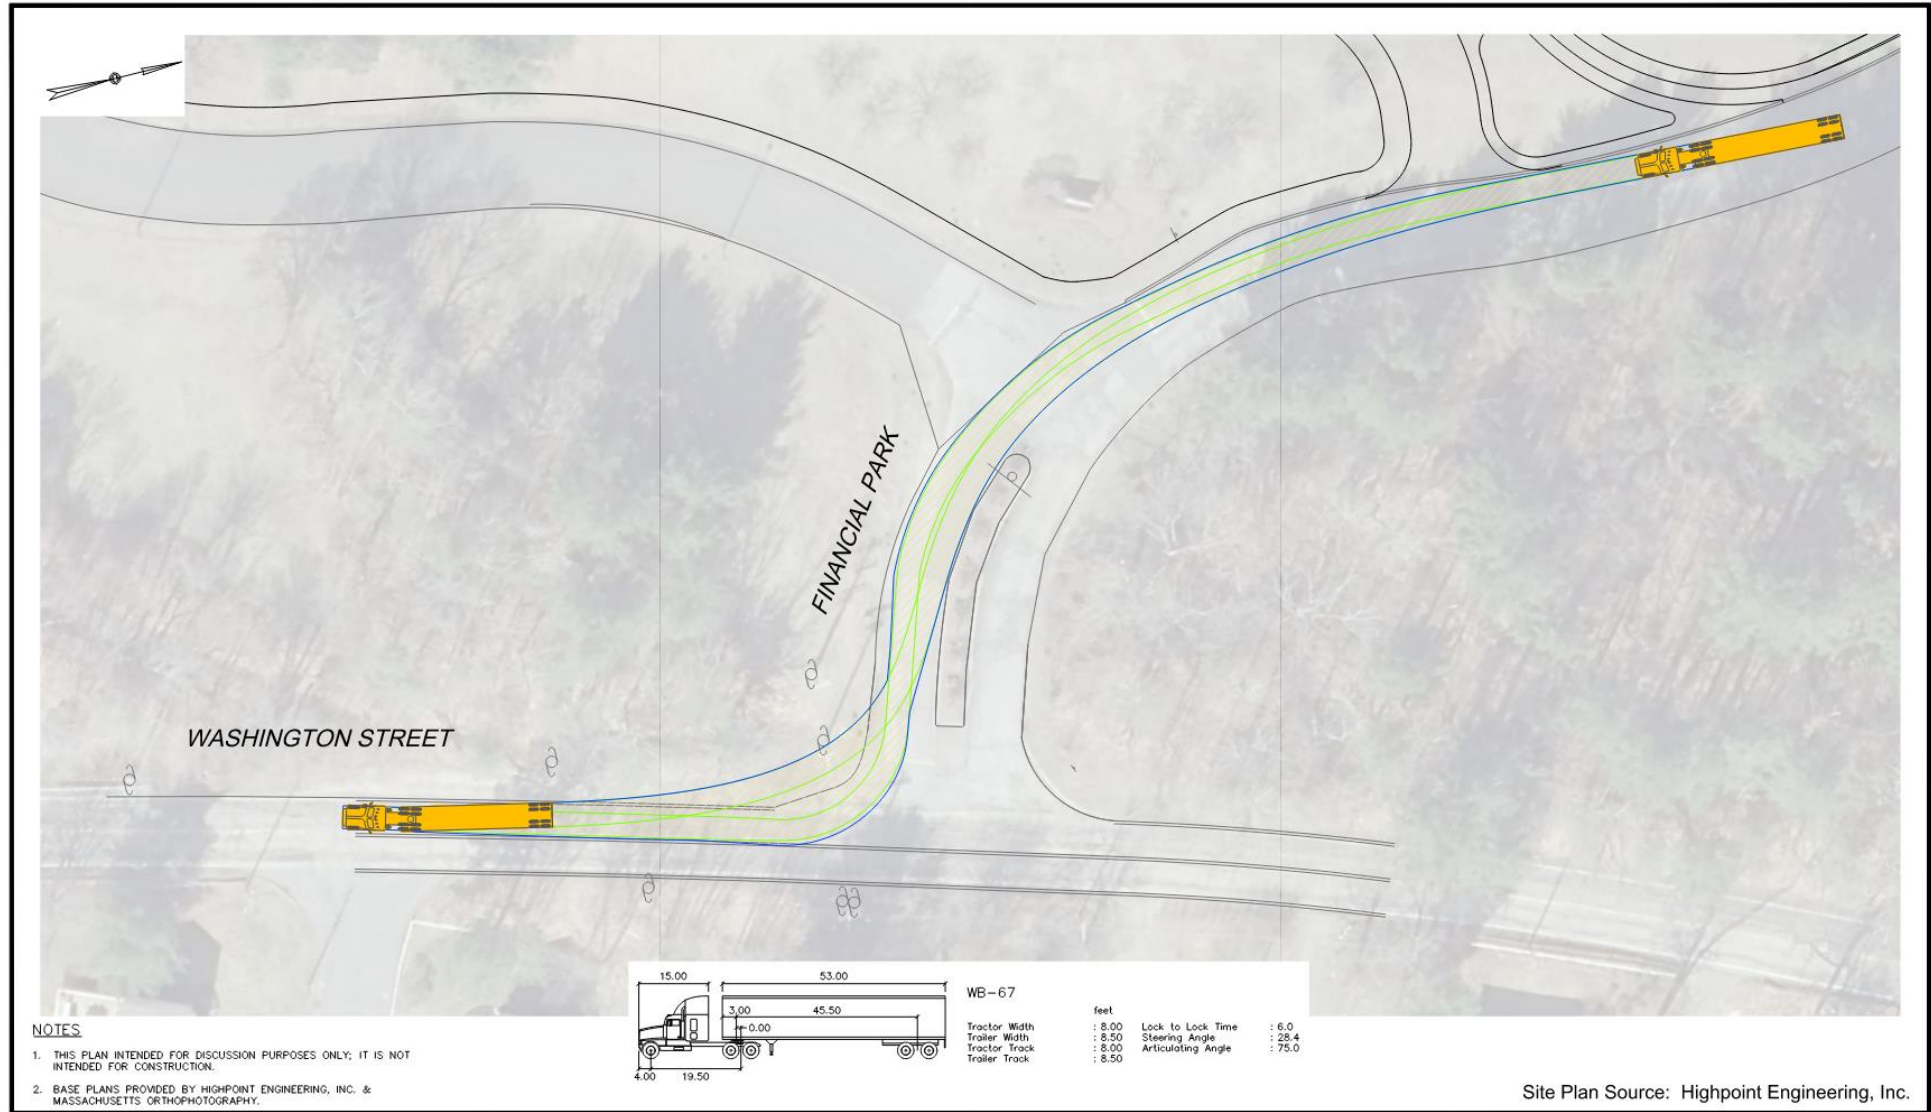 FINANCIAL PARK
WASHINGTON STREET
15.00
53.00
3.00
45.50
0.00
4.00
19.50
WB-67
feet
Tractor Width : 8.00 Lock to Lock Time : 6.0
Trailer Width : 8.50 Steering Angle : 28.4
Tractor Track : 8.00 Articulating Angle : 75.0
Trailer Track : 8.50
NOTES
1. THIS PLAN INTENDED FOR DISCUSSION PURPOSES ONLY; IT IS NOT
INTENDED FOR CONSTRUCTION.
2. BASE PLANS PROVIDED BY HIGHPOINT ENGINEERING, INC. &
MASSACHUSETTS ORTHOPHOTOGRAPHY.
Site Plan Source: Highpoint Engineering, Inc.